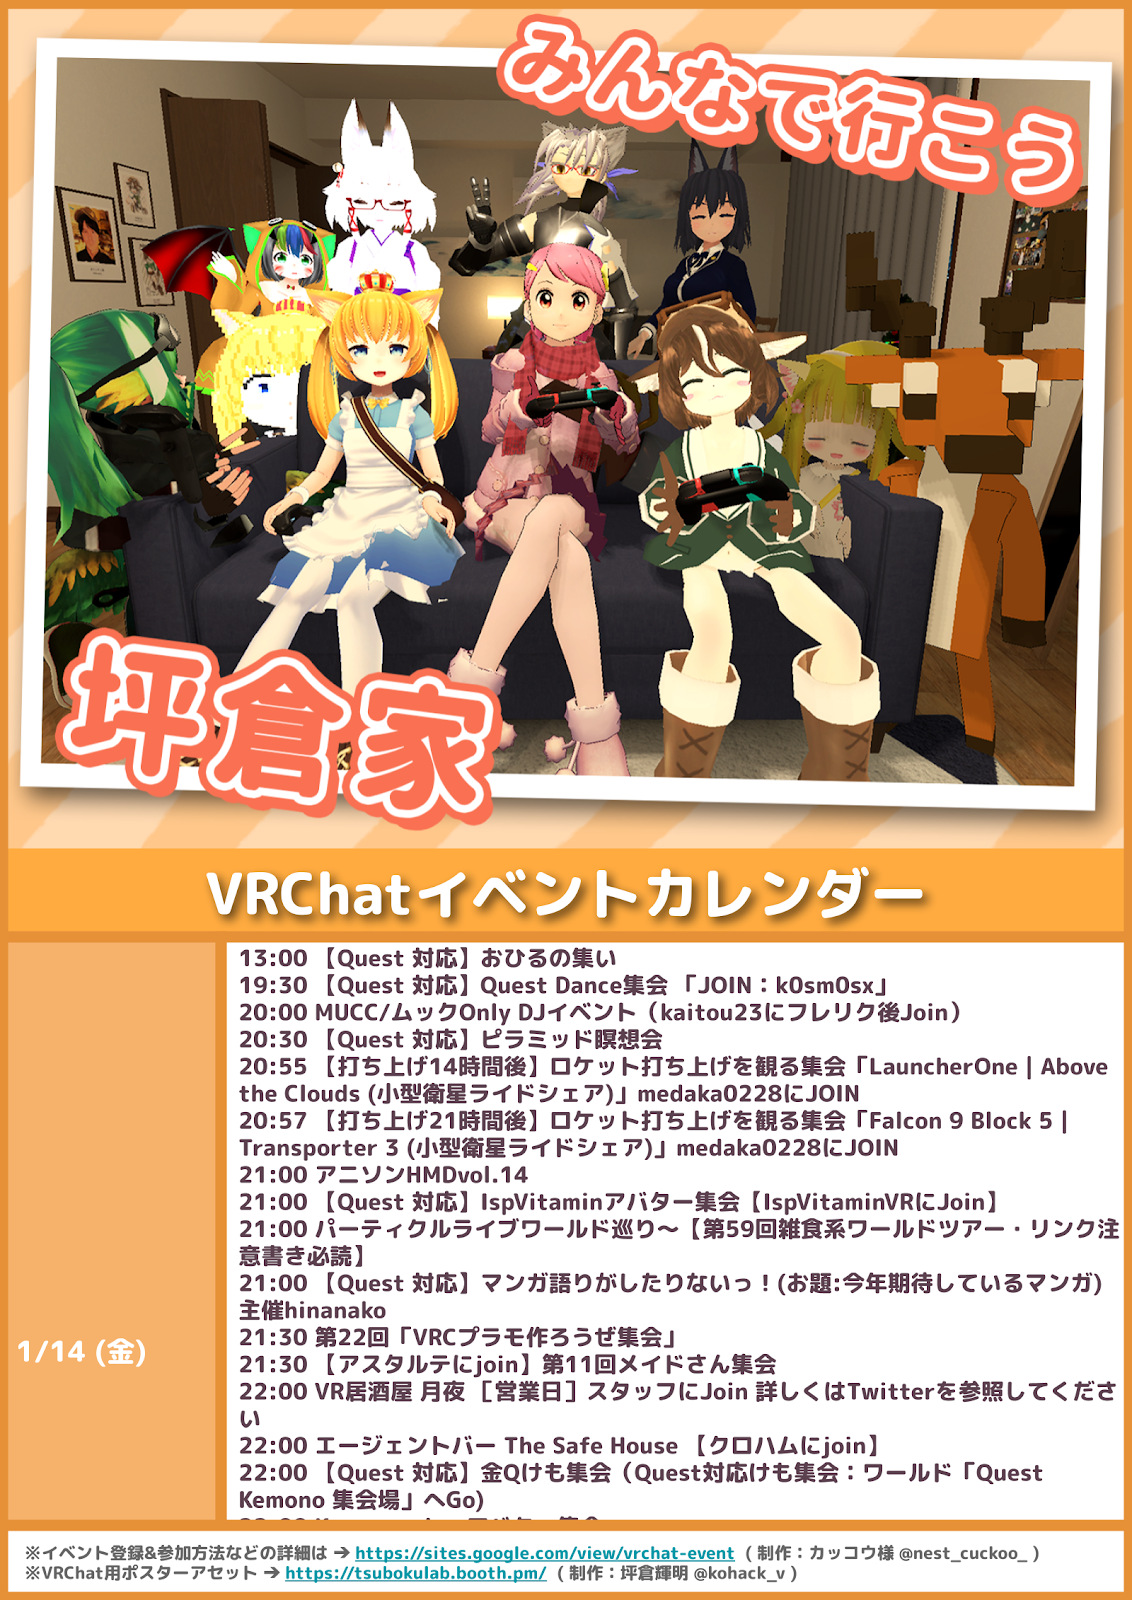 みんなで行こう
坪倉家
VRChatイベントカレンダー
1/14 (金)
13:00 【Quest 対応】おひるの集い
19:30 【Quest 対応】Quest Dance集会 「JOIN：k0sm0sx」
20:00 MUCC/ムックOnly DJイベント（kaitou23にフレリク後Join）
20:30 【Quest 対応】ピラミッド瞑想会
20:55 【打ち上げ14時間後】ロケット打ち上げを観る集会「LauncherOne | Above
the Clouds (小型衛星ライドシェア)」medaka0228にJOIN
20:57 【打ち上げ21時間後】ロケット打ち上げを観る集会「Falcon 9 Block 5 |
Transporter 3 (小型衛星ライドシェア)」medaka0228にJOIN
21:00 アニソンHMDvol.14
21:00 【Quest 対応】IspVitaminアバター集会【IspVitaminVRにJoin】
21:00 パーティクルライブワールド巡り～【第59回雑食系ワールドツアー・リンク注
意書き必読】
21:00 【Quest 対応】マンガ語りがしたりないっ！(お題:今年期待しているマンガ)
主催hinanako
21:30 第22回「VRCプラモ作ろうぜ集会」
21:30 【アスタルテにjoin】第11回メイドさん集会
22:00 VR居酒屋 月夜 ［営業日］スタッフにJoin 詳しくはTwitterを参照してくださ
い
22:00 エージェントバー The Safe House 【クロハムにjoin】
22:00 【Quest 対応】金Qけも集会（Quest対応けも集会：ワールド「Quest
Kemono 集会場」へGo)
※イベント登録&参加方法などの詳細は ➔ https://sites.google.com/view/vrchat-event （ 制作：カッコウ様 @nest_cuckoo_ ）
※VRChat用ポスターアセット ➔ https://tsubokulab.booth.pm/ （ 制作：坪倉輝明 @kohack_v ）